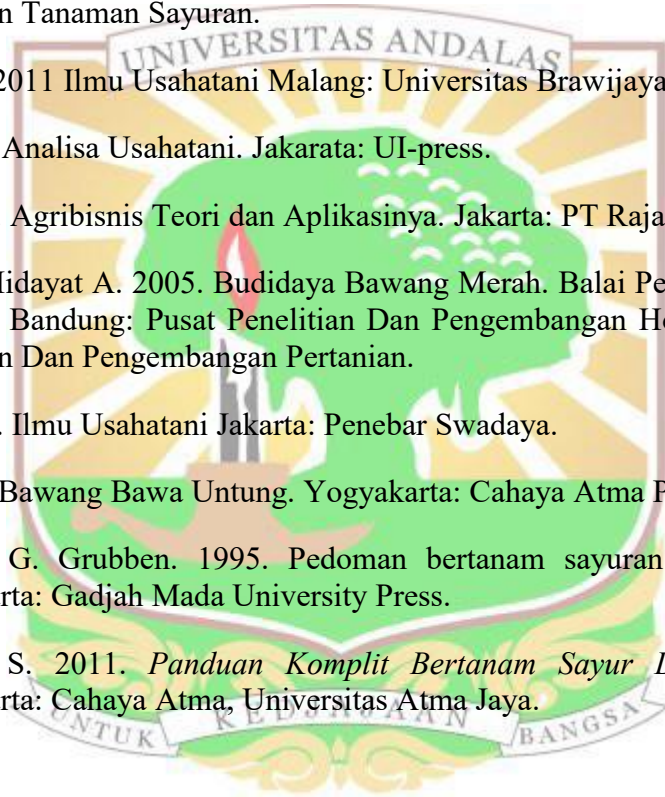 n Tanaman Sayuran.
UNIVERSITAS ANDALAS
2011 Ilmu Usahatani Malang: Universitas Brawijaya
Analisa Usahatani. Jakarata: UI-press.
Agribisnis Teori dan Aplikasinya. Jakarta: PT Raja
Hidayat A. 2005. Budidaya Bawang Merah. Balai Pe
Bandung: Pusat Penelitian Dan Pengembangan Ho
n Dan Pengembangan Pertanian.
. Ilmu Usahatani Jakarta: Penebar Swadaya.
Bawang Bawa Untung. Yogyakarta: Cahaya Atma P
G. Grubben. 1995. Pedoman bertanam sayuran
rta: Gadjah Mada University Press.
S. 2011. Panduan Komplit Bertanam Sayur D
rta: Cahaya Atma, Universitas Atma Jaya.
UNTUK KEDJAJAAN BANGSA